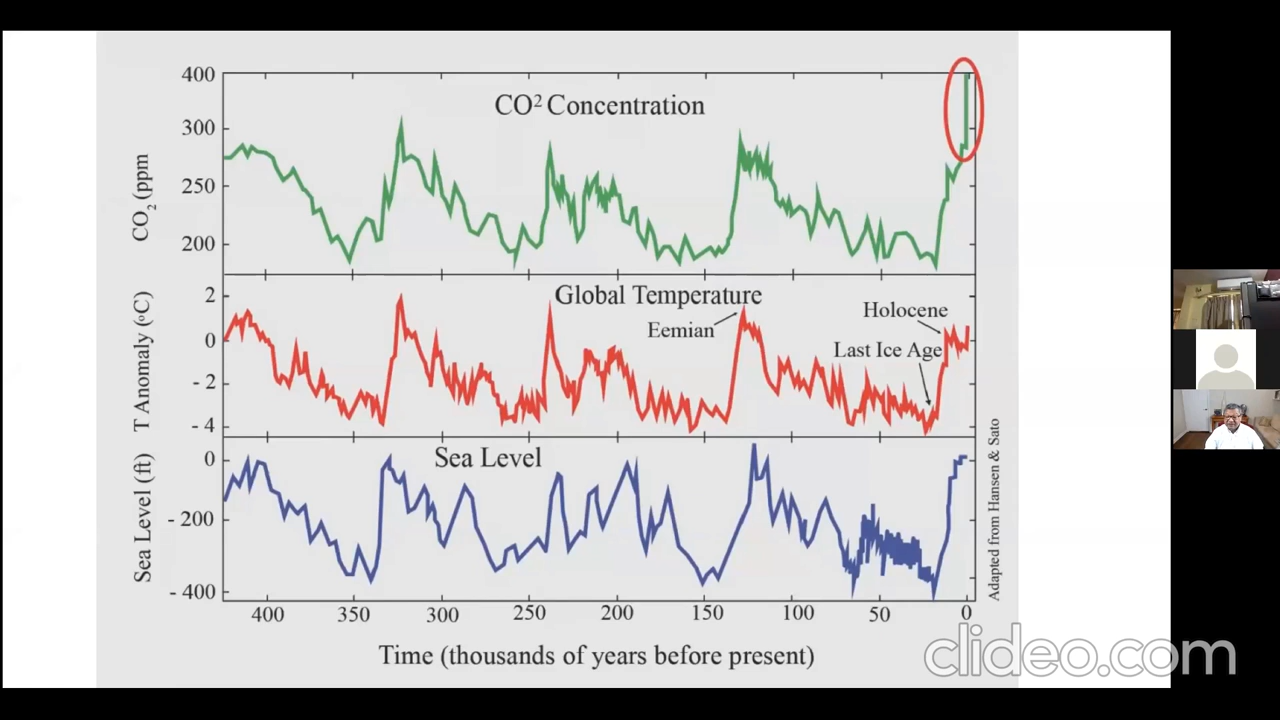 400
300
250
200
CO₂ (ppm
CO² Concentration
2
0
- 2
- 4
T Anomaly (ºC)
Global Temperature
Eemian
Holocene
Last Ice Age
0
- 200
- 400
Sea Level (ft)
Sea Level
Adapted from Hansen & Sato
400
350
300
250
200
150
100
50
0
Time (thousands of years before present)
clideo.com